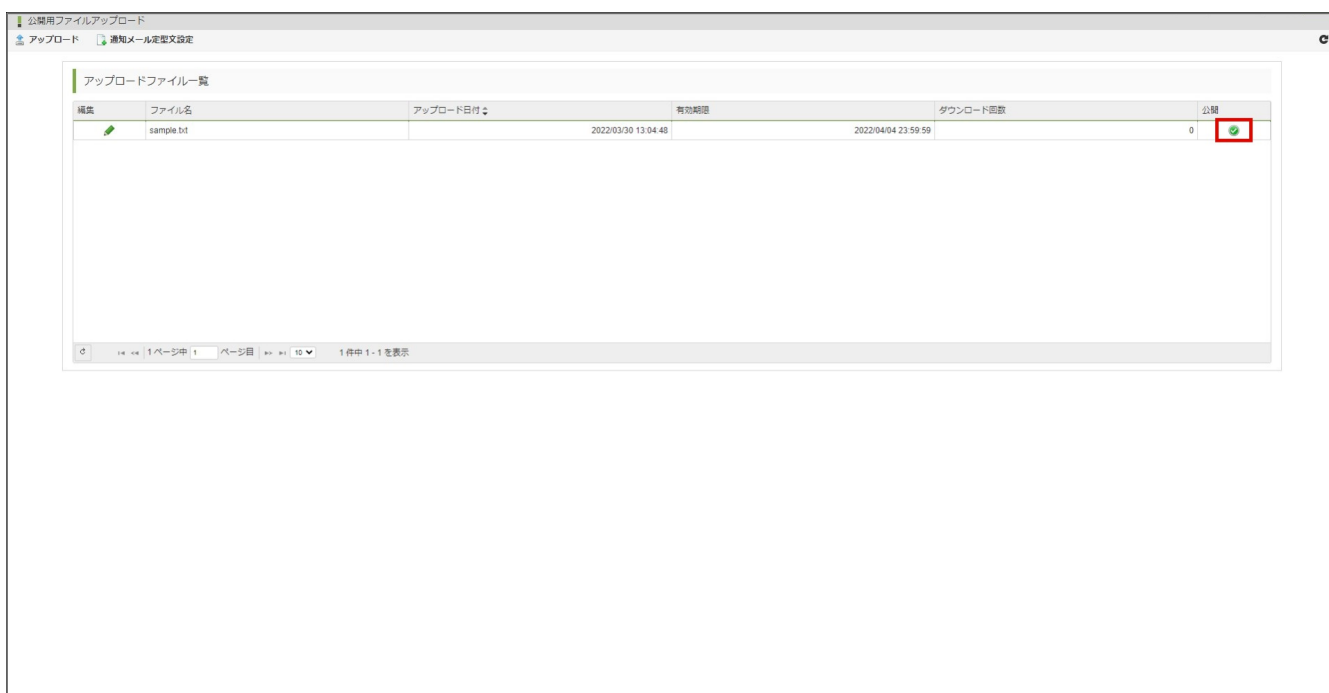 公開用ファイルアップロード
アップロード 通知メール定型文設定
アップロードファイル一覧
編集 ファイル名 アップロード日付 有効期限 ダウンロード回数 公開
sample.txt 2022/03/30 13:04:48 2022/04/04 23:59:59 0
1 ページ中 1 ページ目 10 1 件中 1 - 1 を表示